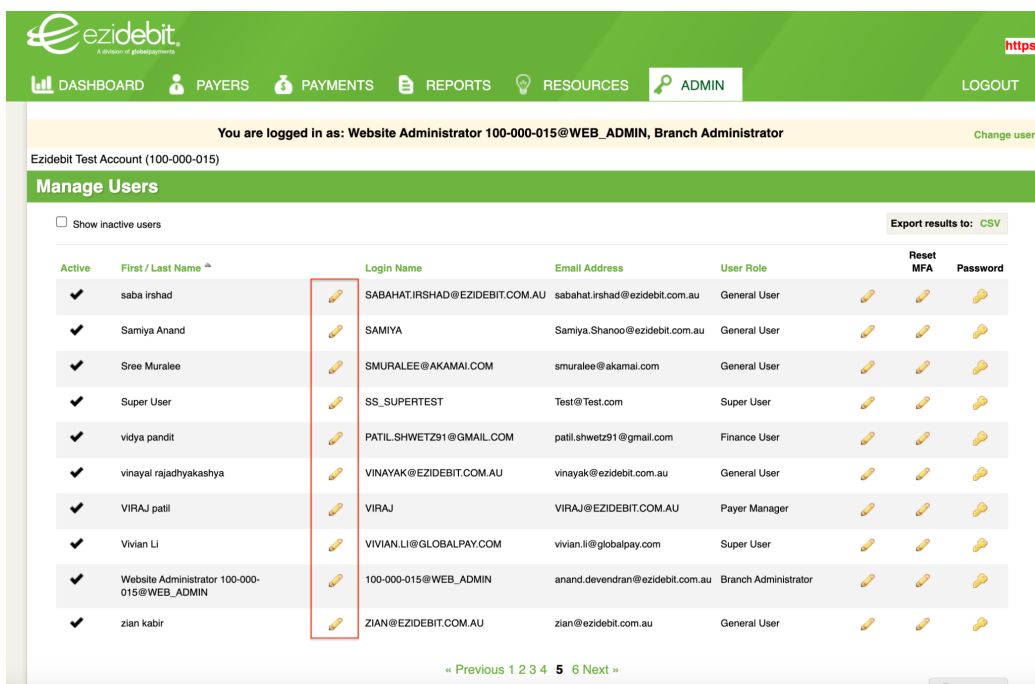 ezidebit.
A division of globalpayments
https
DASHBOARD PAYERS PAYMENTS REPORTS RESOURCES ADMIN LOGOUT
You are logged in as: Website Administrator 100-000-015@WEB_ADMIN, Branch Administrator Change user
Ezidebit Test Account (100-000-015)
Manage Users
Show inactive users Export results to: CSV
Active First / Last Name Login Name Email Address User Role Reset MFA Password
saba irshad SABAHAT.IRSHAD@EZIDEBIT.COM.AU sabahat.irshad@ezidebit.com.au General User
Samiya Anand SAMIYA Samiya.Shanoo@ezidebit.com.au General User
Sree Muralee SMURALEE@AKAMAI.COM smuralee@akamai.com General User
Super User SS_SUPERTEST Test@Test.com Super User
vidya pandit PATIL.SHWETZ91@GMAIL.COM patil.shwetz91@gmail.com Finance User
vinayal rajadhyakashya VINAYAK@EZIDEBIT.COM.AU vinayak@ezidebit.com.au General User
VIRAJ patil VIRAJ VIRAJ@EZIDEBIT.COM.AU Payer Manager
Vivian Li VIVIAN.LI@GLOBALPAY.COM vivian.li@globalpay.com Super User
Website Administrator 100-000- 100-000-015@WEB_ADMIN anand.devendran@ezidebit.com.au Branch Administrator
015@WEB_ADMIN
zian kabir ZIAN@EZIDEBIT.COM.AU zian@ezidebit.com.au General User
« Previous 1 2 3 4 5 6 Next »